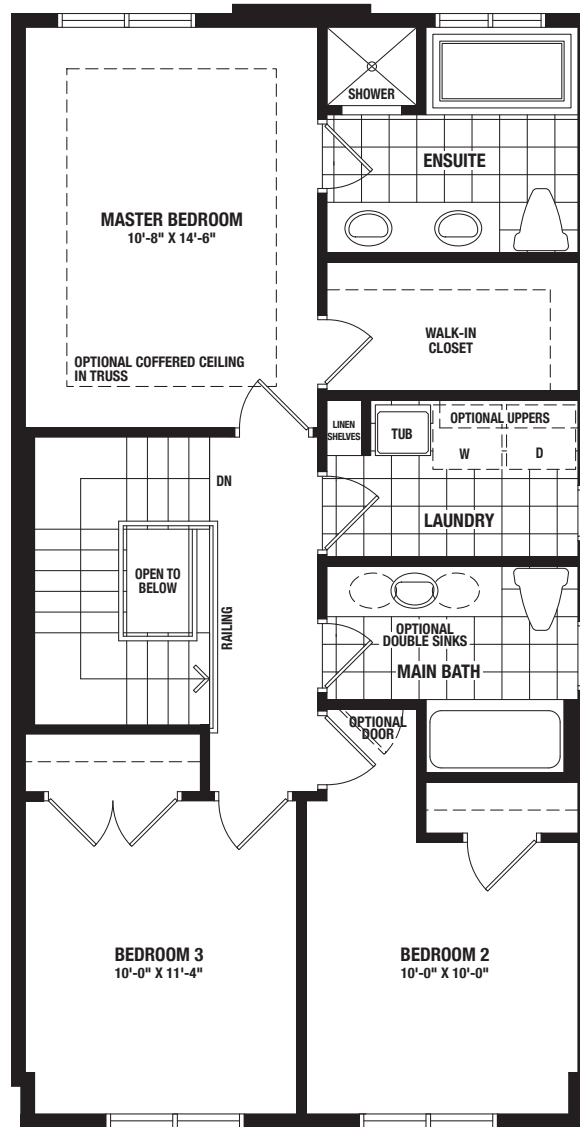 SHOWER
ENSUITE
MASTER BEDROOM
10'-8" X 14'-6"
OPTIONAL COFFERED CEILING
IN TRUSS
WALK-IN
CLOSET
LINEN
SHELVES
TUB
OPTIONAL UPPERS
W
D
LAUNDRY
DN
OPEN TO
BELOW
RAILING
OPTIONAL
DOUBLE SINKS
MAIN BATH
OPTIONAL
DOOR
BEDROOM 3
10'-0" X 11'-4"
BEDROOM 2
10'-0" X 10'-0"